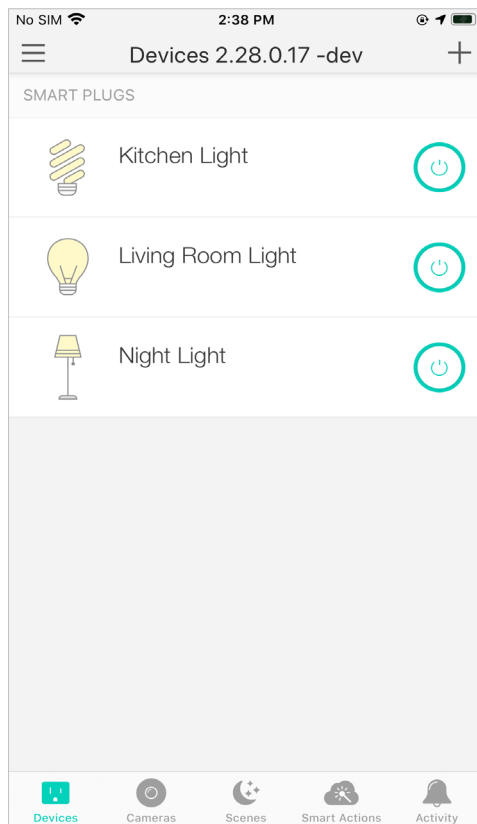 No SIM 2:38 PM
Devices 2.28.0.17 -dev
SMART PLUGS
Kitchen Light
Living Room Light
Night Light
Devices Cameras Scenes Smart Actions Activity